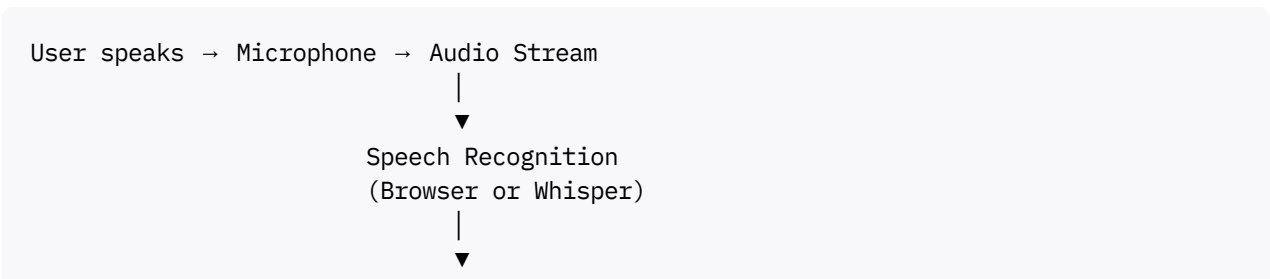 User speaks → Microphone → Audio Stream
│
▼
Speech Recognition
(Browser or Whisper)
│
▼